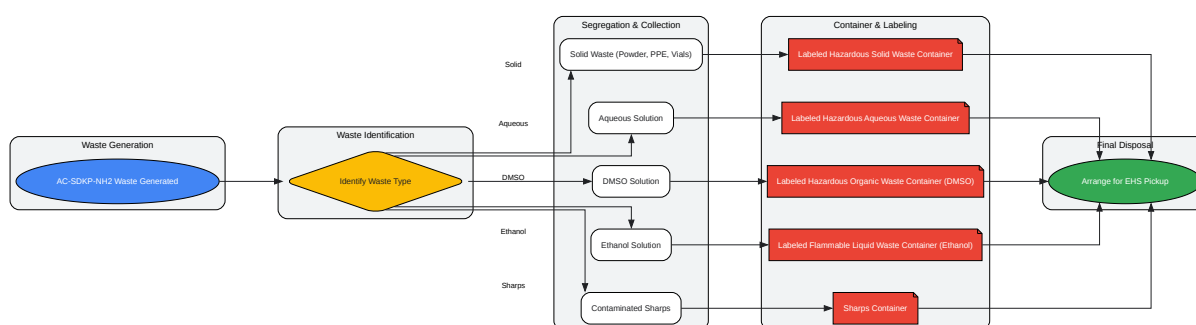 Waste Generation
AC-SDKP-NH2 Waste Generated
Waste Identification
Identify Waste Type
Solid
Aqueous
DMSO
Ethanol
Sharps
Segregation & Collection
Solid Waste (Powder, PPE, Vials)
Aqueous Solution
DMSO Solution
Ethanol Solution
Contaminated Sharps
Container & Labeling
Labeled Hazardous Solid Waste Container
Labeled Hazardous Aqueous Waste Container
Labeled Hazardous Organic Waste Container (DMSO)
Labeled Flammable Liquid Waste Container (Ethanol)
Sharps Container
Final Disposal
Arrange for EHS Pickup